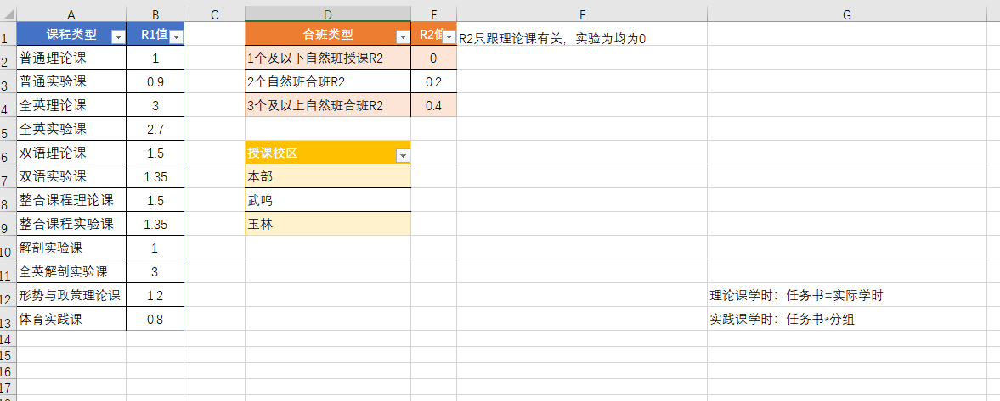 A B C D E F G
1 课程类型 R1值 合班类型 R2值 R2只跟理论课有关，实验为均为0
2 普通理论课 1 1个及以下自然班授课R2 0
3 普通实验课 0.9 2个自然班合班R2 0.2
4 全英理论课 3 3个及以上自然班合班R2 0.4
5 全英实验课 2.7
6 双语理论课 1.5 授课校区
7 双语实验课 1.35 本部
8 整合课程理论课 1.5 武鸣
9 整合课程实验课 1.35 玉林
10 解剖实验课 1
11 全英解剖实验课 3
12 形势与政策理论课 1.2 理论课学时：任务书=实际学时
13 体育实践课 0.8 实践课学时：任务书*分组
14
15
16
17